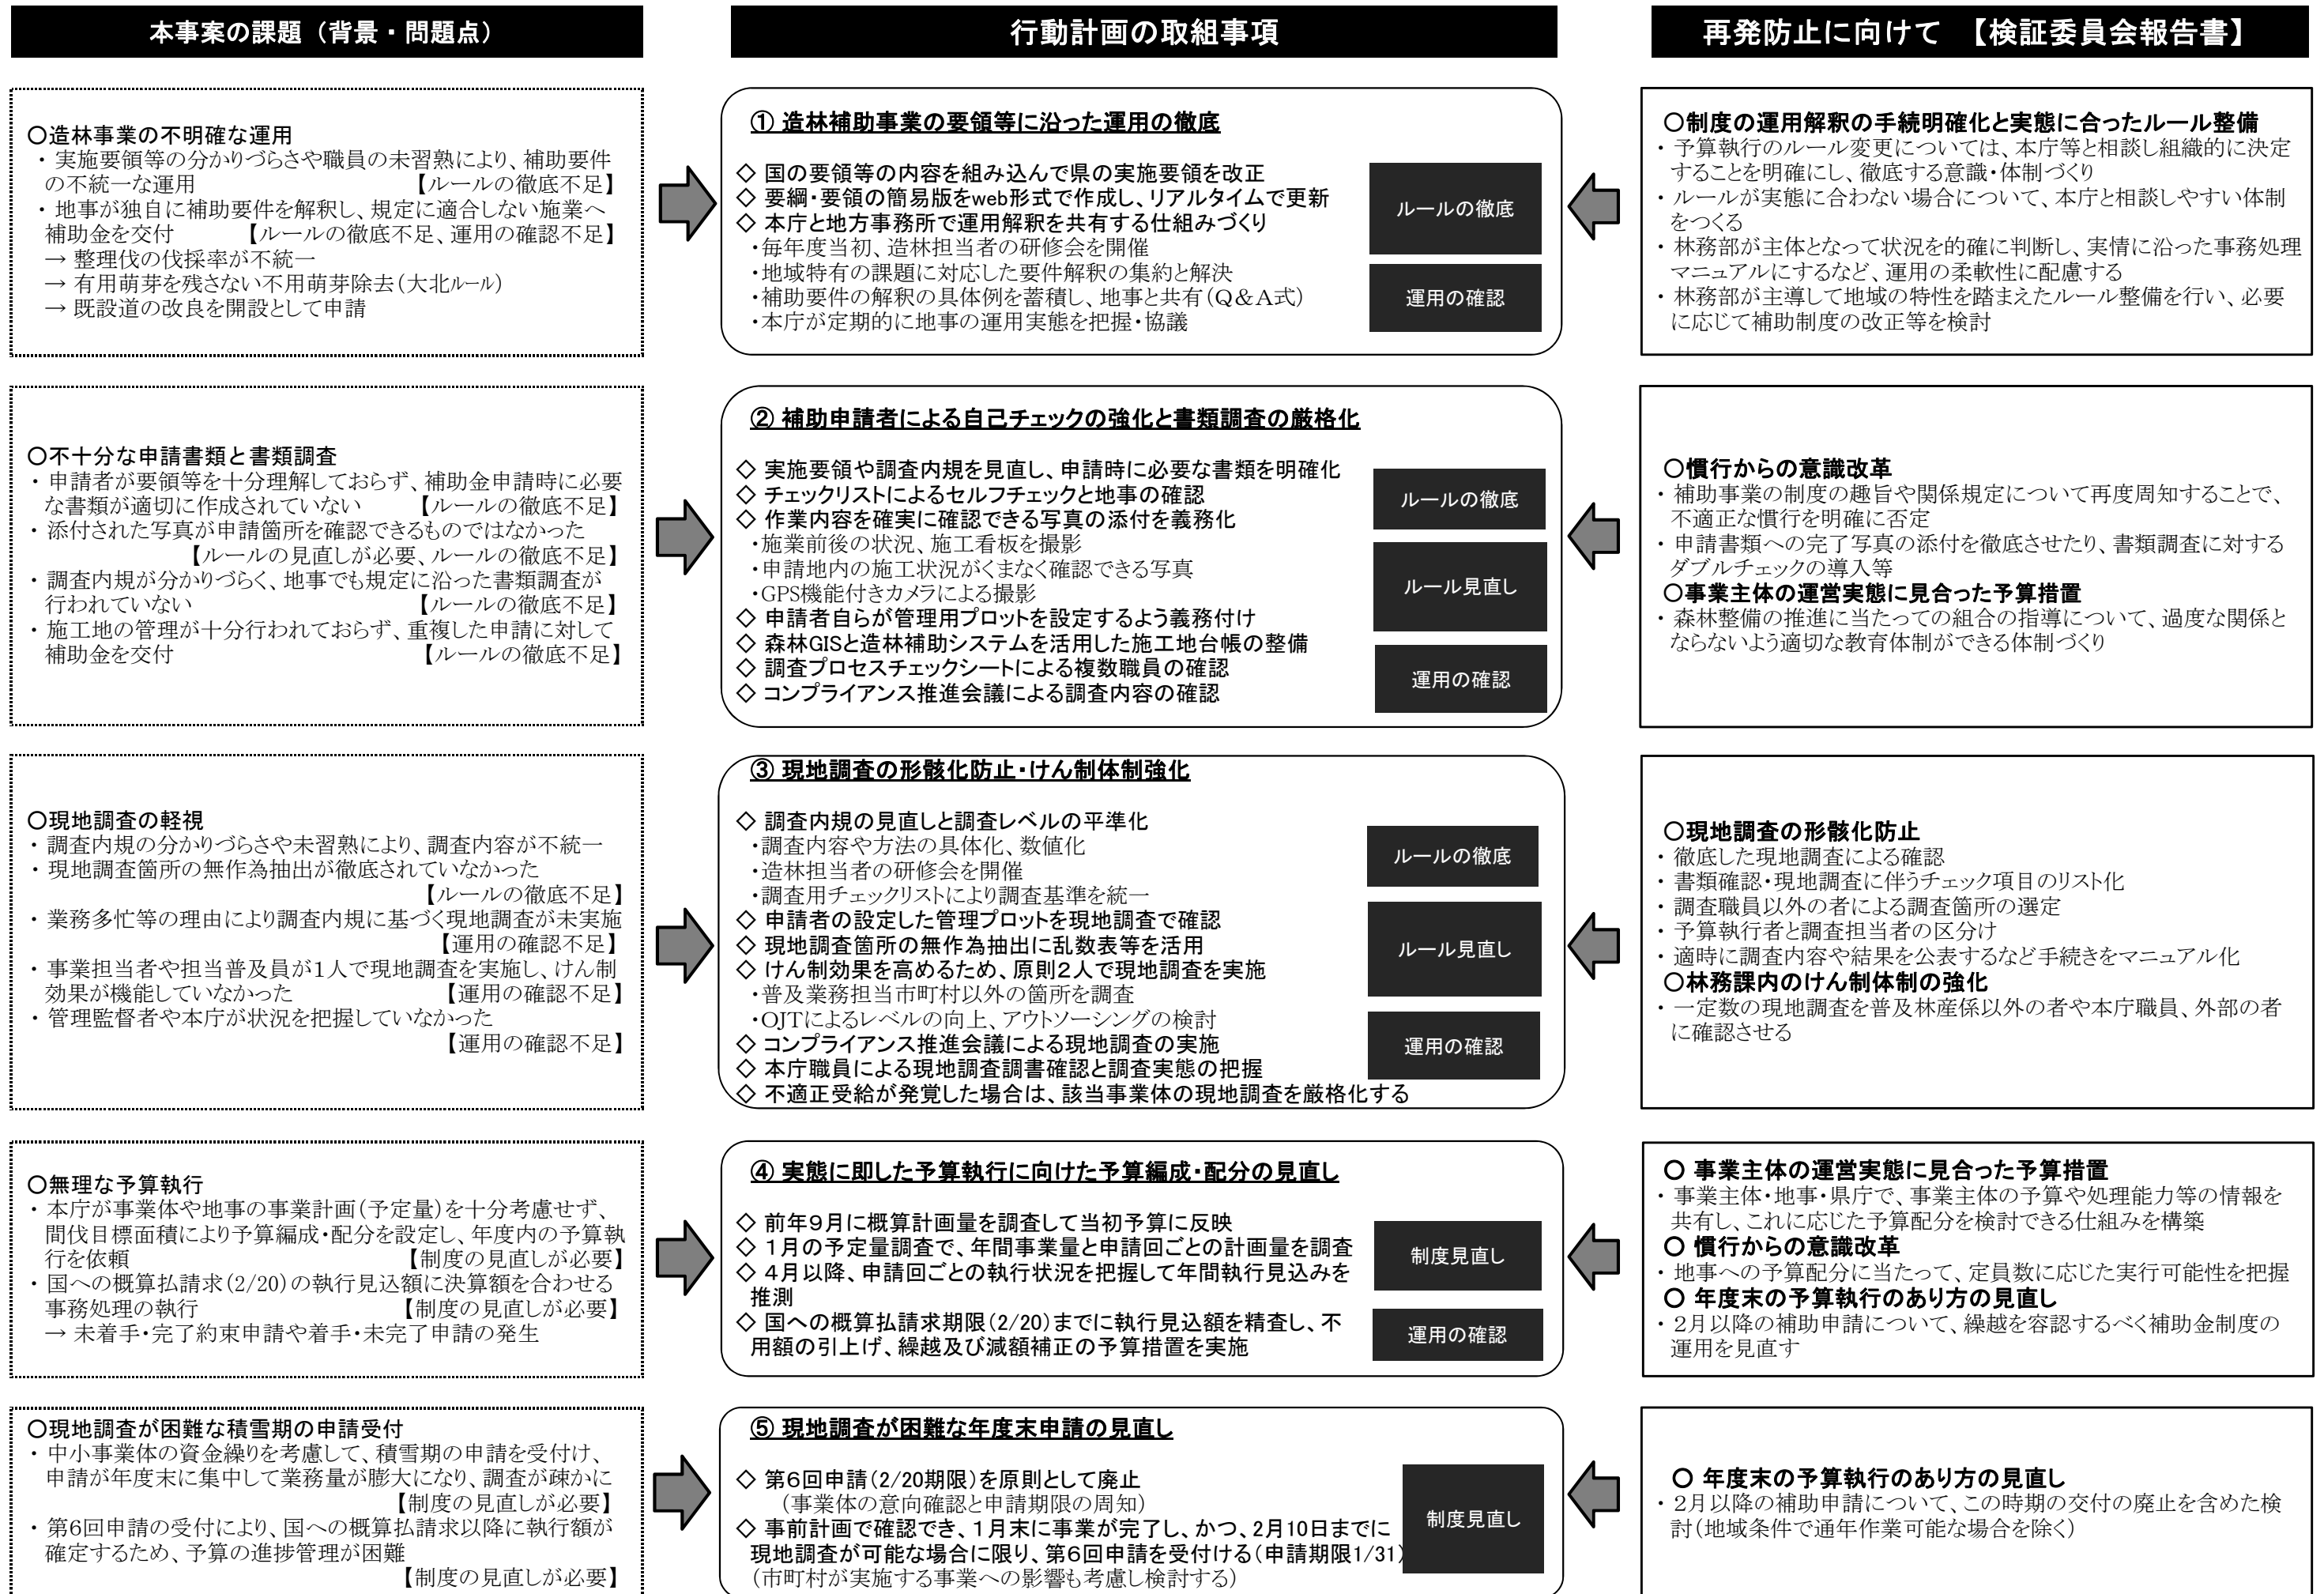 本事案の課題（背景・問題点）
行動計画の取組事項
再発防止に向けて　【検証委員会報告書】
〇造林事業の不明確な運用
・ 実施要領等の分かりづらさや職員の未習熟により、補助要件
の不統一な運用　【ルールの徹底不足】
・ 地事が独自に補助要件を解釈し、規定に適合しない施業へ
補助金を交付　【ルールの徹底不足、運用の確認不足】
→ 整理伐の伐採率が不統一
→ 有用萌芽を残さない不用萌芽除去(大北ルール)
→ 既設道の改良を開設として申請
① 造林補助事業の要領等に沿った運用の徹底
◇ 国の要領等の内容を組み込んで県の実施要領を改正
◇ 要綱・要領の簡易版をweb形式で作成し、リアルタイムで更新
◇ 本庁と地方事務所で運用解釈を共有する仕組みづくり
・毎年度当初、造林担当者の研修会を開催
・地域特有の課題に対応した要件解釈の集約と解決
・補助要件の解釈の具体例を蓄積し、地事と共有(Q&A式)
・本庁が定期的に地事の運用実態を把握・協議
ルールの徹底
運用の確認
〇制度の運用解釈の手続明確化と実態に合ったルール整備
・ 予算執行のルール変更については、本庁等と相談し組織的に決定
することを明確にし、徹底する意識・体制づくり
・ ルールが実態に合わない場合について、本庁と相談しやすい体制
をつくる
・ 林務部が主体となって状況を的確に判断し、実情に沿った事務処理
マニュアルにするなど、運用の柔軟性に配慮する
・ 林務部が主導して地域の特性を踏まえたルール整備を行い、必要
に応じて補助制度の改正等を検討
〇不十分な申請書類と書類調査
・ 申請者が要領等を十分理解しておらず、補助金申請時に必要
な書類が適切に作成されていない　【ルールの徹底不足】
・ 添付された写真が申請箇所を確認できるものではなかった
【ルールの見直しが必要、ルールの徹底不足】
・ 調査内規が分かりづらく、地事でも規定に沿った書類調査が
行われていない　【ルールの徹底不足】
・ 施工地の管理が十分行われておらず、重複した申請に対して
補助金を交付　【ルールの徹底不足】
② 補助申請者による自己チェックの強化と書類調査の厳格化
◇ 実施要領や調査内規を見直し、申請時に必要な書類を明確化
◇ チェックリストによるセルフチェックと地事の確認
◇ 作業内容を確実に確認できる写真の添付を義務化
・施業前後の状況、施工看板を撮影
・申請地内の施工状況がくまなく確認できる写真
・GPS機能付きカメラによる撮影
◇ 申請者自らが管理用プロットを設定するよう義務付け
◇ 森林GISと造林補助システムを活用した施工地台帳の整備
◇ 調査プロセスチェックシートによる複数職員の確認
◇ コンプライアンス推進会議による調査内容の確認
ルールの徹底
ルール見直し
運用の確認
〇慣行からの意識改革
・ 補助事業の制度の趣旨や関係規定について再度周知することで、
不適正な慣行を明確に否定
・ 申請書類への完了写真の添付を徹底させたり、書類調査に対する
ダブルチェックの導入等
〇事業主体の運営実態に見合った予算措置
・ 森林整備の推進に当たっての組合の指導について、過度な関係と
ならないよう適切な教育体制ができる体制づくり
〇現地調査の軽視
・ 調査内規の分かりづらさや未習熟により、調査内容が不統一
・ 現地調査箇所の無作為抽出が徹底されていなかった
【ルールの徹底不足】
・ 業務多忙等の理由により調査内規に基づく現地調査が未実施
【運用の確認不足】
・ 事業担当者や担当普及員が1人で現地調査を実施し、けん制
効果が機能していなかった　【運用の確認不足】
・ 管理監督者や本庁が状況を把握していなかった
【運用の確認不足】
③ 現地調査の形骸化防止・けん制体制強化
◇ 調査内規の見直しと調査レベルの平準化
・調査内容や方法の具体化、数値化
・造林担当者の研修会を開催
・調査用チェックリストにより調査基準を統一
◇ 申請者の設定した管理プロットを現地調査で確認
◇ 現地調査箇所の無作為抽出に乱数表等を活用
◇ けん制効果を高めるため、原則2人で現地調査を実施
・普及業務担当市町村以外の箇所を調査
・OJTによるレベルの向上、アウトソーシングの検討
◇ コンプライアンス推進会議による現地調査の実施
◇ 本庁職員による現地調査調書確認と調査実態の把握
◇ 不適正受給が発覚した場合は、該当事業体の現地調査を厳格化する
ルールの徹底
ルール見直し
運用の確認
〇現地調査の形骸化防止
・ 徹底した現地調査による確認
・ 書類確認・現地調査に伴うチェック項目のリスト化
・ 調査職員以外の者による調査箇所の選定
・ 予算執行者と調査担当者の区分け
・ 適時に調査内容や結果を公表するなど手続きをマニュアル化
〇林務課内のけん制体制の強化
・ 一定数の現地調査を普及林産係以外の者や本庁職員、外部の者
に確認させる
〇無理な予算執行
・ 本庁が事業体や地事の事業計画(予定量)を十分考慮せず、
間伐目標面積により予算編成・配分を設定し、年度内の予算執
行を依頼　【制度の見直しが必要】
・ 国への概算払請求(2/20)の執行見込額に決算額を合わせる
事務処理の執行　【制度の見直しが必要】
→ 未着手・完了約束申請や着手・未完了申請の発生
④ 実態に即した予算執行に向けた予算編成・配分の見直し
◇ 前年9月に概算計画量を調査して当初予算に反映
◇ 1月の予定量調査で、年間事業量と申請回ごとの計画量を調査
◇ 4月以降、申請回ごとの執行状況を把握して年間執行見込みを
推測
◇ 国への概算払請求期限(2/20)までに執行見込額を精査し、不
用額の引上げ、繰越及び減額補正の予算措置を実施
制度見直し
運用の確認
〇 事業主体の運営実態に見合った予算措置
・ 事業主体・地事・県庁で、事業主体の予算や処理能力等の情報を
共有し、これに応じた予算配分を検討できる仕組みを構築
〇 慣行からの意識改革
・ 地事への予算配分に当たって、定員数に応じた実行可能性を把握
〇 年度末の予算執行のあり方の見直し
・ 2月以降の補助申請について、繰越を容認するべく補助金制度の
運用を見直す
〇現地調査が困難な積雪期の申請受付
・ 中小事業体の資金繰りを考慮して、積雪期の申請を受付け、
申請が年度末に集中して業務量が膨大になり、調査が疎かに
【制度の見直しが必要】
・ 第6回申請の受付により、国への概算払請求以降に執行額が
確定するため、予算の進捗管理が困難
【制度の見直しが必要】
⑤ 現地調査が困難な年度末申請の見直し
◇ 第6回申請(2/20期限)を原則として廃止
(事業体の意向確認と申請期限の周知)
◇ 事前計画で確認でき、1月末に事業が完了し、かつ、2月10日までに
現地調査が可能な場合に限り、第6回申請を受付ける(申請期限1/31)
(市町村が実施する事業への影響も考慮し検討する)
制度見直し
〇 年度末の予算執行のあり方の見直し
・ 2月以降の補助申請について、この時期の交付の廃止を含めた検
討(地域条件で通年作業可能な場合を除く)